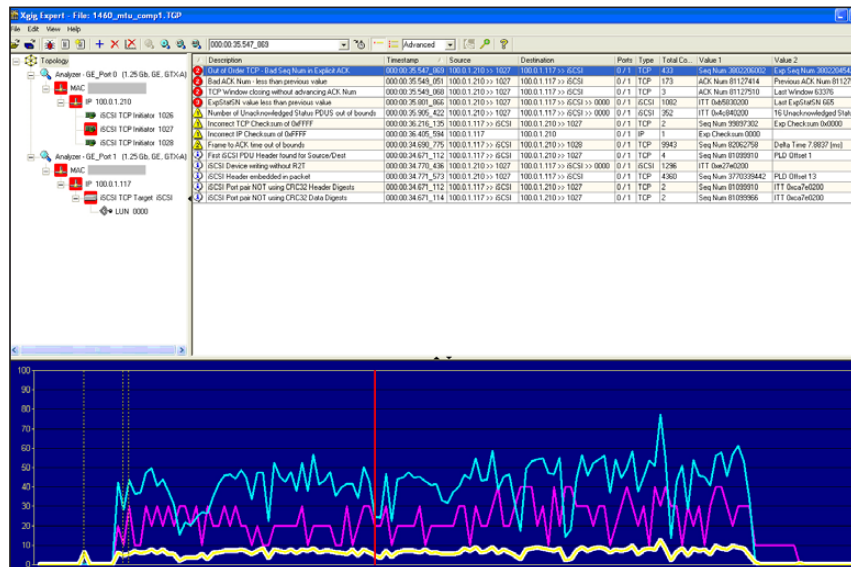 Xgig Expert - File: 1460_mtu_comp1.TGP
File Edit View Help
000:00:35.547_069 Advanced
Topology
Analyzer - GE_Port 0 (1.25 Gb, GE, GTX-A)
MAC
IP 100.0.1.210
iSCSI TCP Initiator 1026
iSCSI TCP Initiator 1027
iSCSI TCP Initiator 1028
Analyzer - GE_Port 1 (1.25 Gb, GE, GTX-A)
MAC
IP 100.0.1.117
iSCSI TCP Target iSCSI
LUN 0000
/ Description Timestamp / Source Destination Ports Type Total Co... Value 1 Value 2
Out of Order TCP - Bad Seq Num in Explicit ACK 000:00:35.547_069 100.0.1.210 >> 1027 100.0.1.117 >> iSCSI 0 / 1 TCP 433 Seq Num 3802206002 Exp Seq Num 380220454
Bad ACK Num - less than previous value 000:00:35.549_051 100.0.1.210 >> 1027 100.0.1.117 >> iSCSI 0 / 1 TCP 173 ACK Num 81127414 Previous ACK Num 81127
TCP Window closing without advancing ACK Num 000:00:35.549_068 100.0.1.210 >> 1027 100.0.1.117 >> iSCSI 0 / 1 TCP 3 ACK Num 81127510 Last Window 63376
ExpStatSN value less than previous value 000:00:35.801_866 100.0.1.210 >> 1027 100.0.1.117 >> iSCSI >> 0000 0 / 1 iSCSI 1082 ITT 0xb5830200 Last ExpStatSN 665
Number of Unacknowledged Status PDUS out of bounds 000:00:35.905_422 100.0.1.210 >> 1027 100.0.1.117 >> iSCSI >> 0000 0 / 1 iSCSI 352 ITT 0x4c840200 16 Unacknowledged Status
Incorrect TCP Checksum of 0xFFFF 000:00:36.216_135 100.0.1.117 >> iSCSI 100.0.1.210 >> 1027 0 / 1 TCP 2 Seq Num 99897302 Exp Checksum 0x0000
Incorrect IP Checksum of 0xFFFF 000:00:36.405_594 100.0.1.117 100.0.1.210 0 / 1 IP 1 Exp Checksum 0000
Frame to ACK time out of bounds 000:00:34.690_775 100.0.1.117 >> iSCSI 100.0.1.210 >> 1028 0 / 1 TCP 9943 Seq Num 82062758 Delta Time 7.8837 (ms)
First iSCSI PDU Header found for Source/Dest 000:00:34.671_112 100.0.1.117 >> iSCSI 100.0.1.210 >> 1027 0 / 1 TCP 4 Seq Num 81099910 PLD Offset 1
iSCSI Device writing without R2T 000:00:34.770_436 100.0.1.210 >> 1027 100.0.1.117 >> iSCSI >> 0000 0 / 1 iSCSI 1296 ITT 0xe27e0200
iSCSI Header embedded in packet 000:00:34.771_573 100.0.1.210 >> 1027 100.0.1.117 >> iSCSI 0 / 1 TCP 4360 Seq Num 3770339442 PLD Offset 13
iSCSI Port pair NOT using CRC32 Header Digests 000:00:34.671_112 100.0.1.117 >> iSCSI 100.0.1.210 >> 1027 0 / 1 TCP 2 Seq Num 81099910 ITT 0xca7e0200
iSCSI Port pair NOT using CRC32 Data Digests 000:00:34.671_114 100.0.1.117 >> iSCSI 100.0.1.210 >> 1027 0 / 1 TCP 2 Seq Num 81099966 ITT 0xca7e0200
100
90
80
70
60
50
40
30
20
10
0